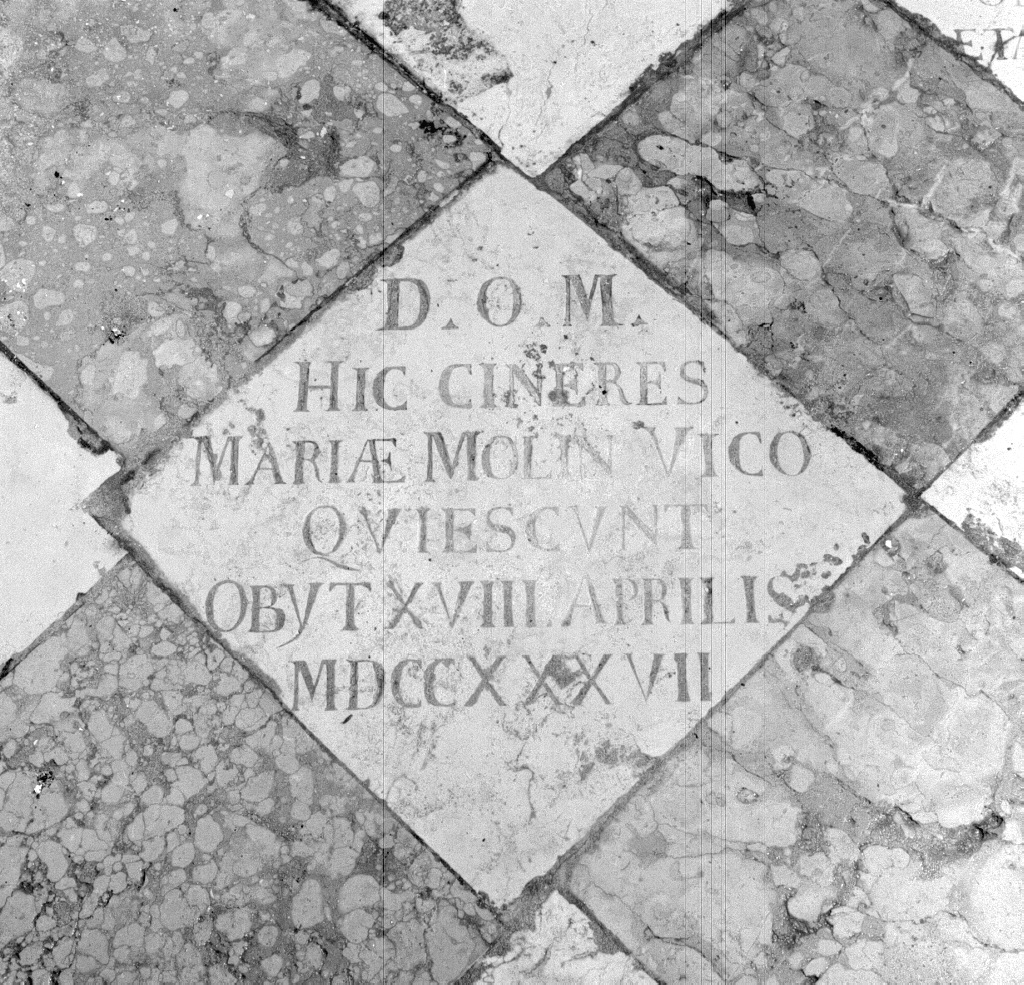 D. O. M.
HIC CINERES
MARIÆ MOLIN VICO
QVIESCVNT
OBYT XVIII APRILIS
MDCCXXXVII